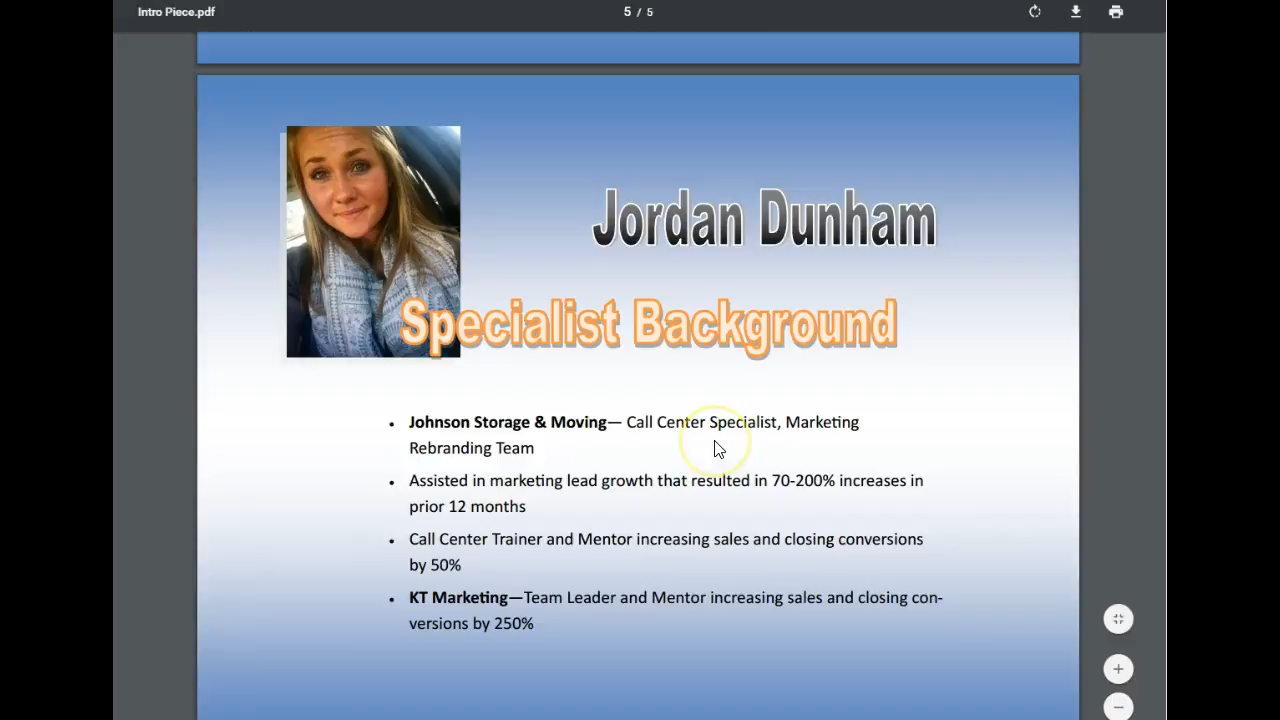 Intro Piece.pdf
5 / 5
Jordan Dunham
Specialist Background
• Johnson Storage & Moving— Call Center Specialist, Marketing
Rebranding Team
• Assisted in marketing lead growth that resulted in 70-200% increases in
prior 12 months
• Call Center Trainer and Mentor increasing sales and closing conversions
by 50%
• KT Marketing—Team Leader and Mentor increasing sales and closing con-
versions by 250%